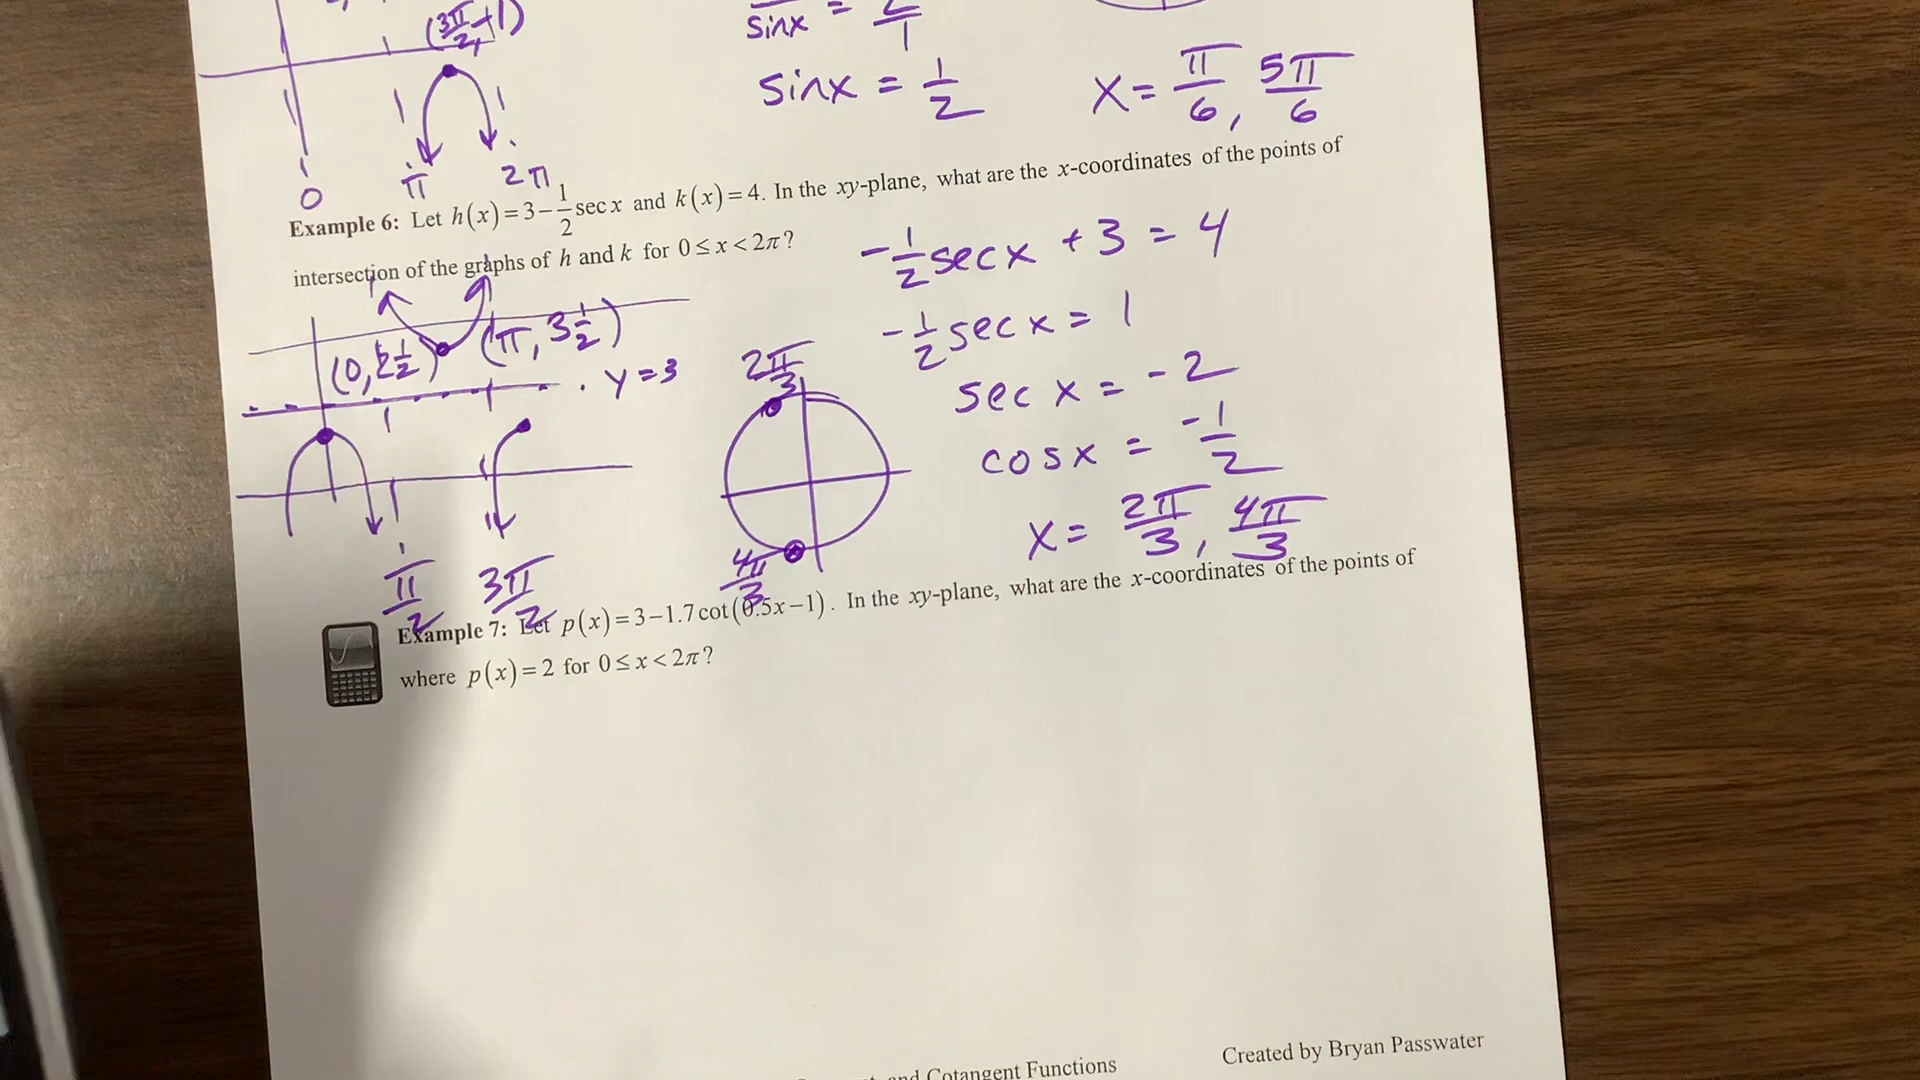 (3π/2, 1)
sinx = 2/1
sinx = 1/2
x = π/6, 5π/6
0
π
2π
Example 6: Let h(x) = 3 − 1/2 sec x and k(x) = 4. In the xy-plane, what are the x-coordinates of the points of
intersection of the graphs of h and k for 0 ≤ x < 2π?
-1/2 sec x + 3 = 4
-1/2 sec x = 1
sec x = -2
cos x = -1/2
x = 2π/3, 4π/3
(0, 2 1/2)
(π, 3 1/2)
y = 3
π/2
3π/2
2π/3
4π/3
Example 7: Let p(x) = 3 − 1.7 cot(0.5x − 1). In the xy-plane, what are the x-coordinates of the points of
where p(x) = 2 for 0 ≤ x < 2π?
and Cotangent Functions
Created by Bryan Passwater